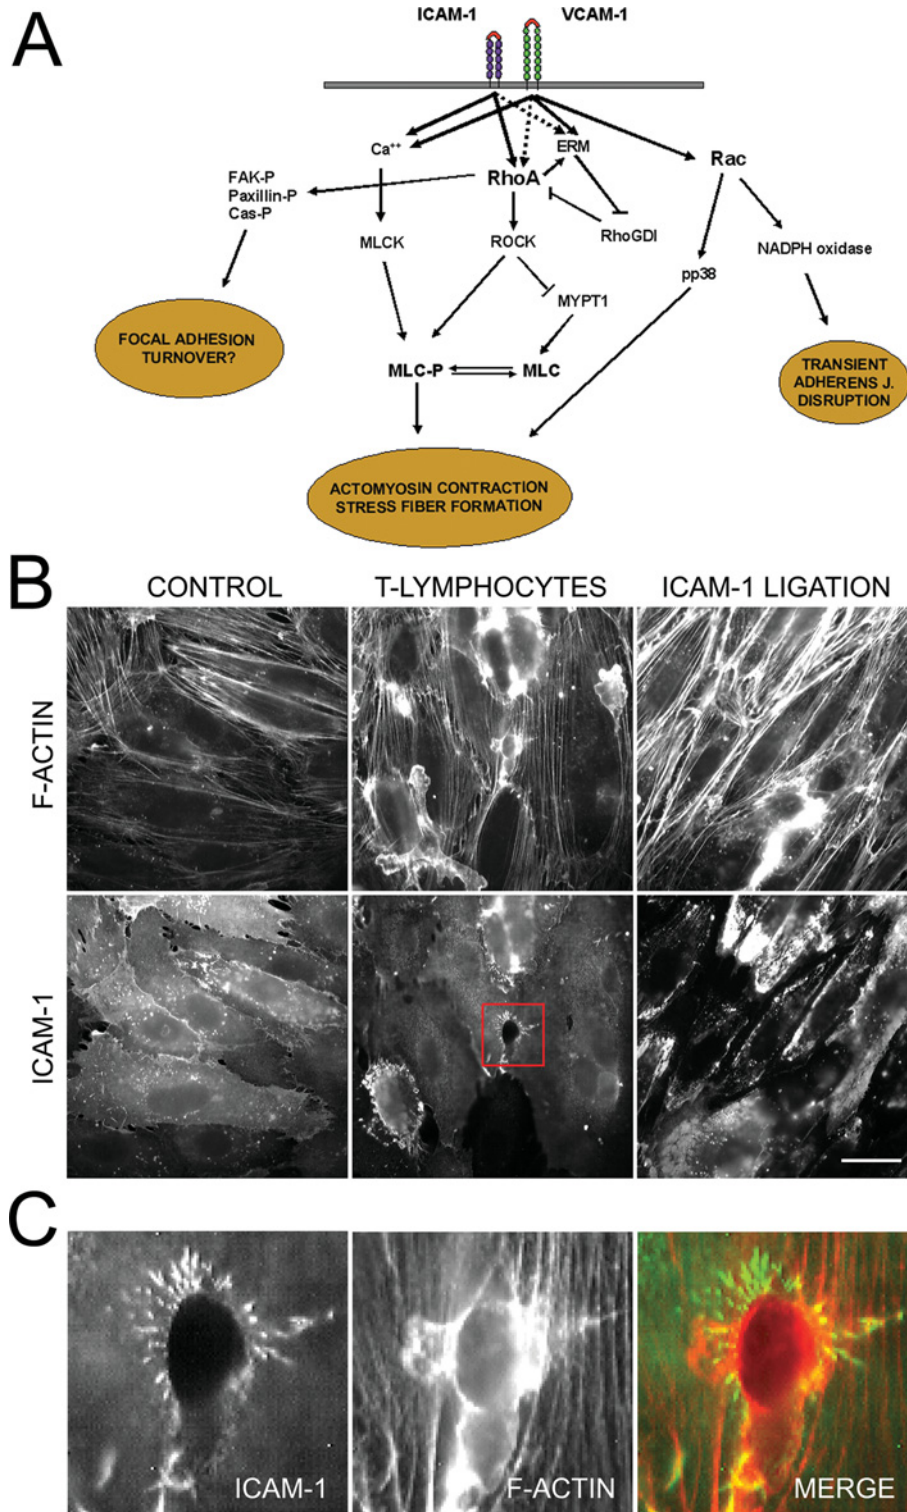 A
ICAM-1
VCAM-1
Ca++
ERM
Rac
FAK-P
Paxillin-P
Cas-P
RhoA
MLCK
ROCK
RhoGDI
NADPH oxidase
pp38
MYPT1
FOCAL ADHESION
TURNOVER?
MLC-P
MLC
TRANSIENT
ADHERENS J.
DISRUPTION
ACTOMYOSIN CONTRACTION
STRESS FIBER FORMATION
B
CONTROL
T-LYMPHOCYTES
ICAM-1 LIGATION
F-ACTIN
ICAM-1
C
ICAM-1
F-ACTIN
MERGE